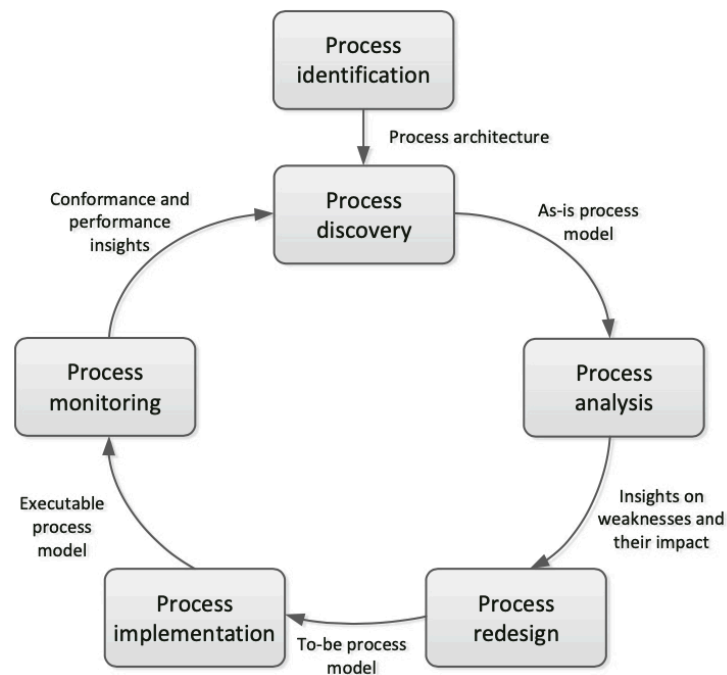 Process
identification
Process architecture
Process
discovery
As-is process
model
Process
analysis
Insights on
weaknesses and
their impact
Process
redesign
To-be process
model
Process
implementation
Executable
process
model
Process
monitoring
Conformance and
performance
insights